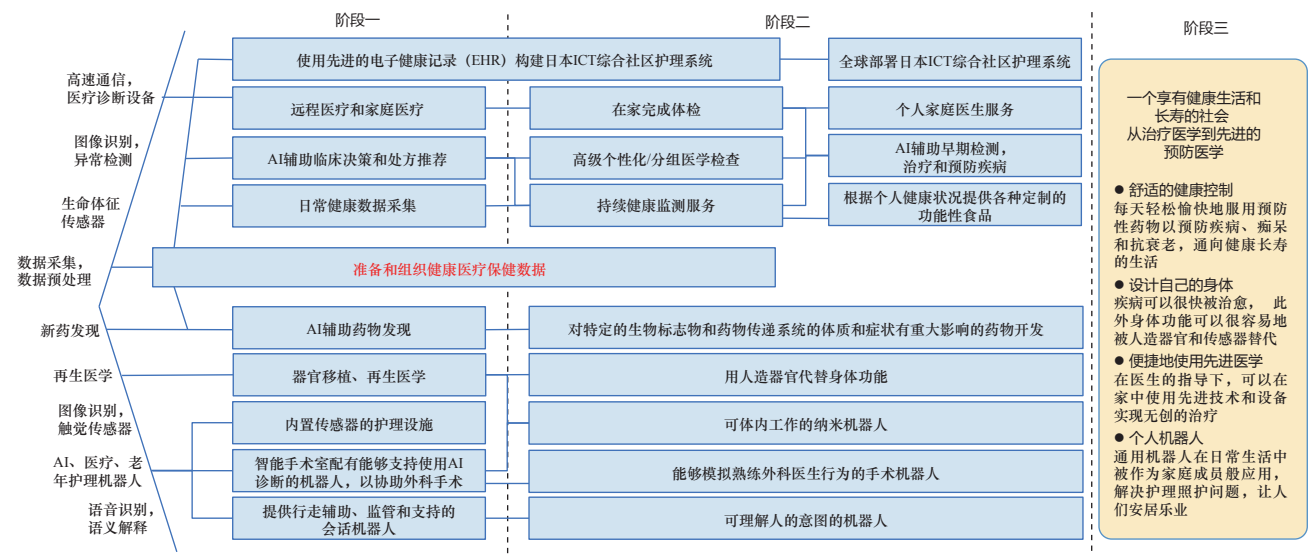 阶段一
阶段二
阶段三
高速通信，
医疗诊断设备
图像识别，
异常检测
生命体征
传感器
数据采集，
数据预处理
新药发现
再生医学
图像识别，
触觉传感器
AI、医疗、老
年护理机器人
语音识别，
语义解释
使用先进的电子健康记录（EHR）构建日本ICT综合社区护理系统
全球部署日本ICT综合社区护理系统
远程医疗和家庭医疗
在家完成体检
个人家庭医生服务
AI辅助临床决策和处方推荐
高级个性化/分组医学检查
AI辅助早期检测，
治疗和预防疾病
日常健康数据采集
持续健康监测服务
根据个人健康状况提供各种定制的
功能性食品
准备和组织健康医疗保健数据
AI辅助药物发现
对特定的生物标志物和药物传递系统的体质和症状有重大影响的药物开发
器官移植、再生医学
用人造器官代替身体功能
内置传感器的护理设施
可体内工作的纳米机器人
智能手术室配有能够支持使用AI
诊断的机器人，以协助外科手术
能够模拟熟练外科医生行为的手术机器人
提供行走辅助、监管和支持的
会话机器人
可理解人的意图的机器人
一个享有健康生活和
长寿的社会
从治疗医学到先进的
预防医学
● 舒适的健康控制
每天轻松愉快地服用预防
性药物以预防疾病、痴呆
和抗衰老，通向健康长寿
的生活
● 设计自己的身体
疾病可以很快被治愈， 此
外身体功能可以很容易地
被人造器官和传感器替代
● 便捷地使用先进医学
在医生的指导下，可以在
家中使用先进技术和设备
实现无创的治疗
● 个人机器人
通用机器人在日常生活中
被作为家庭成员般应用，
解决护理照护问题，让人
们安居乐业